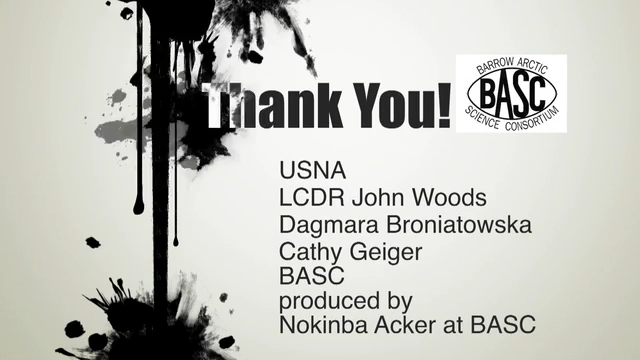 Thank You!
BARROW ARCTIC
BASC
SCIENCE CONSORTIUM
USNA
LCDR John Woods
Dagmara Broniatowska
Cathy Geiger
BASC
produced by
Nokinba Acker at BASC